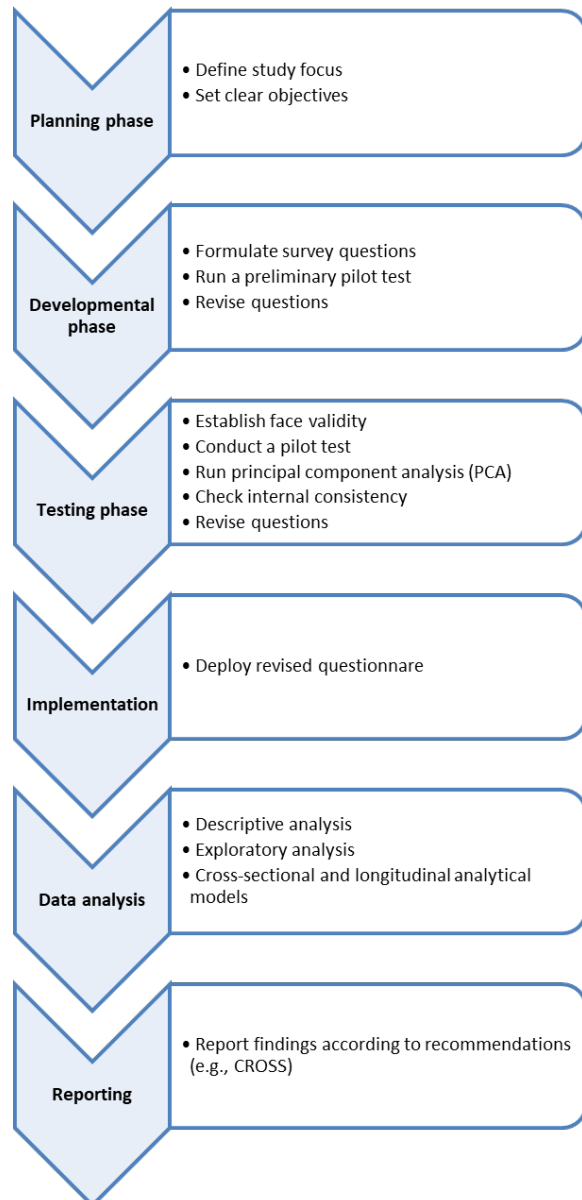 Planning phase
• Define study focus
• Set clear objectives
Developmental
phase
• Formulate survey questions
• Run a preliminary pilot test
• Revise questions
Testing phase
• Establish face validity
• Conduct a pilot test
• Run principal component analysis (PCA)
• Check internal consistency
• Revise questions
Implementation
• Deploy revised questionnare
Data analysis
• Descriptive analysis
• Exploratory analysis
• Cross-sectional and longitudinal analytical
models
Reporting
• Report findings according to recommendations
(e.g., CROSS)